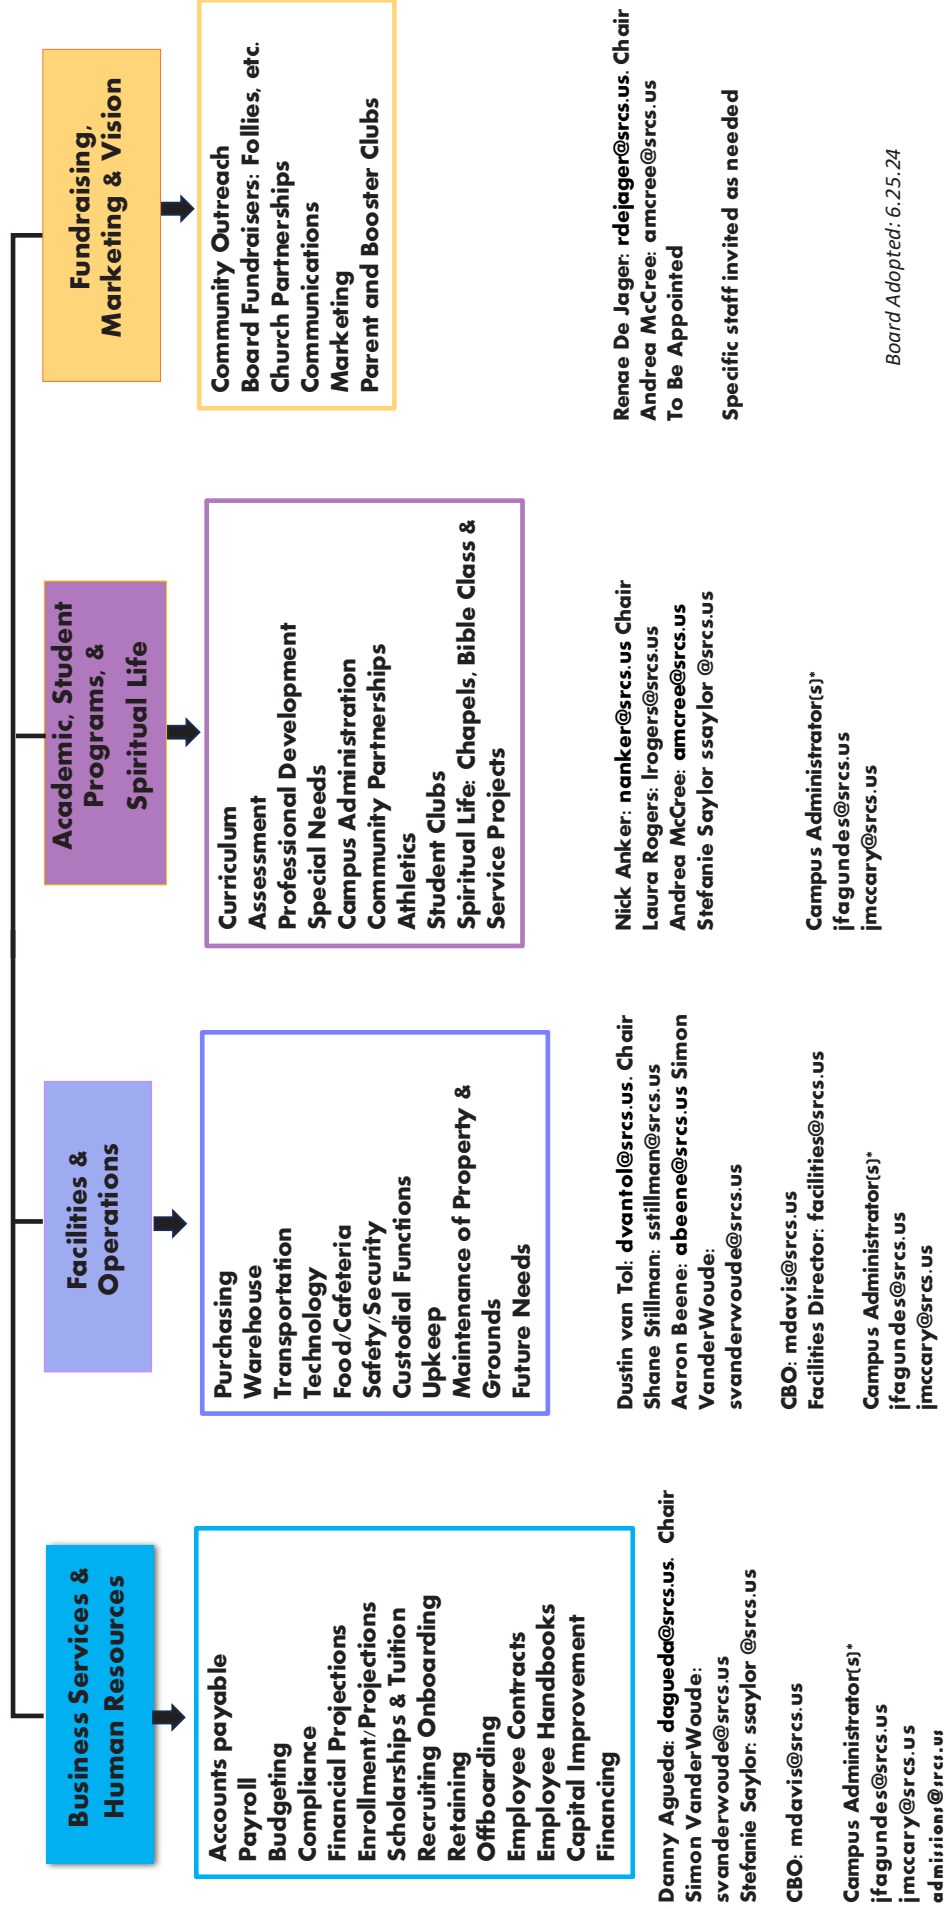 Business Services &
Human Resources
Accounts payable
Payroll
Budgeting
Compliance
Financial Projections
Enrollment/Projections
Scholarships & Tuition
Recruiting Onboarding
Retaining
Offboarding
Employee Contracts
Employee Handbooks
Capital Improvement
Financing
Danny Agueda: dagueda@srcs.us. Chair
Simon VanderWoude:
svanderwoude@srcs.us
Stefanie Saylor: ssaylor @srcs.us
CBO: mdavis@srcs.us
Campus Administrator(s)*
jfagundes@srcs.us
jmccary@srcs.us
admissions@srcs.us
Facilities &
Operations
Purchasing
Warehouse
Transportation
Technology
Food/Cafeteria
Safety/Security
Custodial Functions
Upkeep
Maintenance of Property &
Grounds
Future Needs
Dustin van Tol: dvantol@srcs.us. Chair
Shane Stillman: sstillman@srcs.us
Aaron Beene: abeene@srcs.us Simon
VanderWoude:
svanderwoude@srcs.us
CBO: mdavis@srcs.us
Facilities Director: facilities@srcs.us
Campus Administrator(s)*
jfagundes@srcs.us
jmccary@srcs.us
Academic, Student
Programs, &
Spiritual Life
Curriculum
Assessment
Professional Development
Special Needs
Campus Administration
Community Partnerships
Athletics
Student Clubs
Spiritual Life: Chapels, Bible Class &
Service Projects
Nick Anker: nanker@srcs.us Chair
Laura Rogers: lrogers@srcs.us
Andrea McCree: amcree@srcs.us
Stefanie Saylor ssaylor @srcs.us
Campus Administrator(s)*
jfagundes@srcs.us
jmccary@srcs.us
Fundraising,
Marketing & Vision
Community Outreach
Board Fundraisers: Follies, etc.
Church Partnerships
Communications
Marketing
Parent and Booster Clubs
Renae De Jager: rdejager@srcs.us. Chair
Andrea McCree: amcree@srcs.us
To Be Appointed
Specific staff invited as needed
Board Adopted: 6.25.24